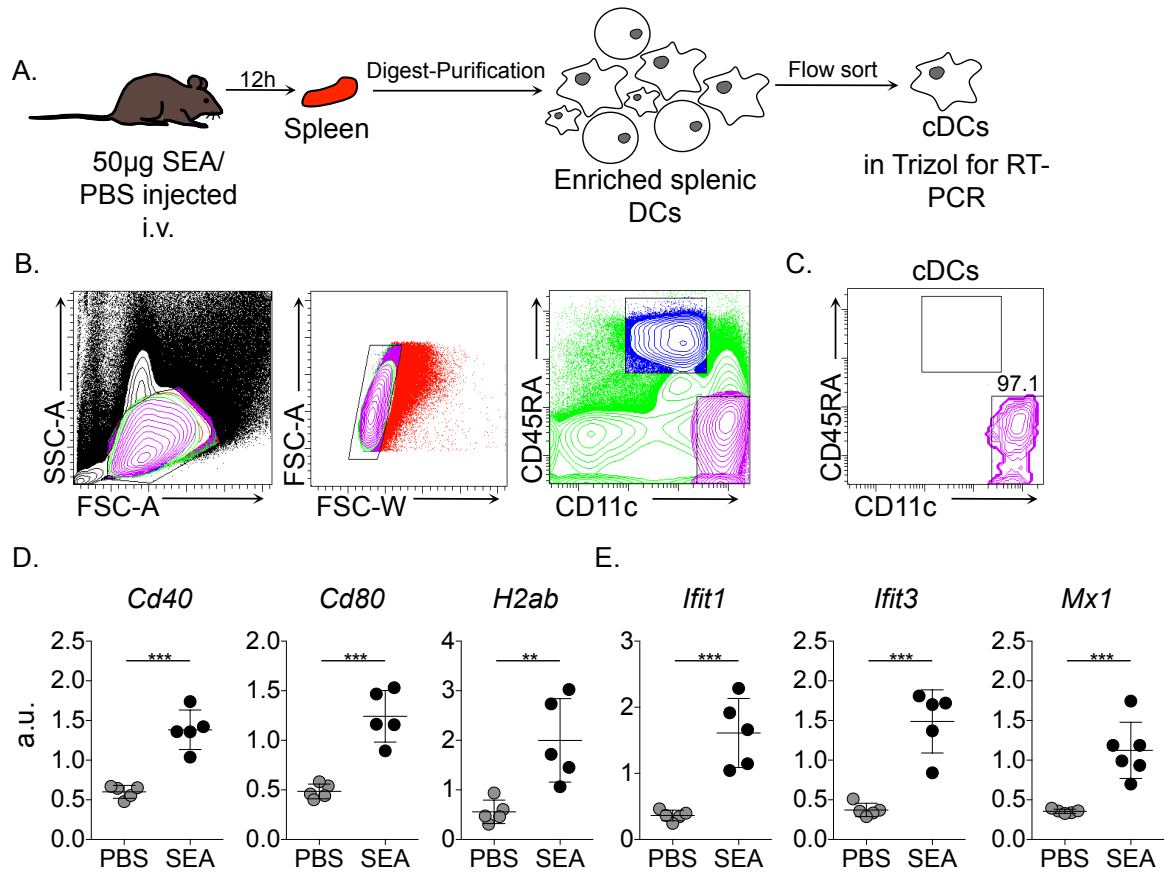 A.
12h
Digest-Purification
Flow sort
Spleen
cDCs
50µg SEA/
PBS injected
i.v.
Enriched splenic
DCs
in Trizol for RT-
PCR
B.
C.
cDCs
SSC-A
FSC-A
FSC-A
FSC-W
CD45RA
CD11c
97.1
CD45RA
CD11c
D.
E.
Cd40
Cd80
H2ab
Ifit1
Ifit3
Mx1
a.u.
2.5
2.0
1.5
1.0
0.5
0.0
***
PBS SEA
2.0
1.5
1.0
0.5
0.0
***
PBS SEA
4
3
2
1
0
**
PBS SEA
3
2
1
0
***
PBS SEA
2.5
2.0
1.5
1.0
0.5
0.0
***
PBS SEA
2.5
2.0
1.5
1.0
0.5
0.0
***
PBS SEA